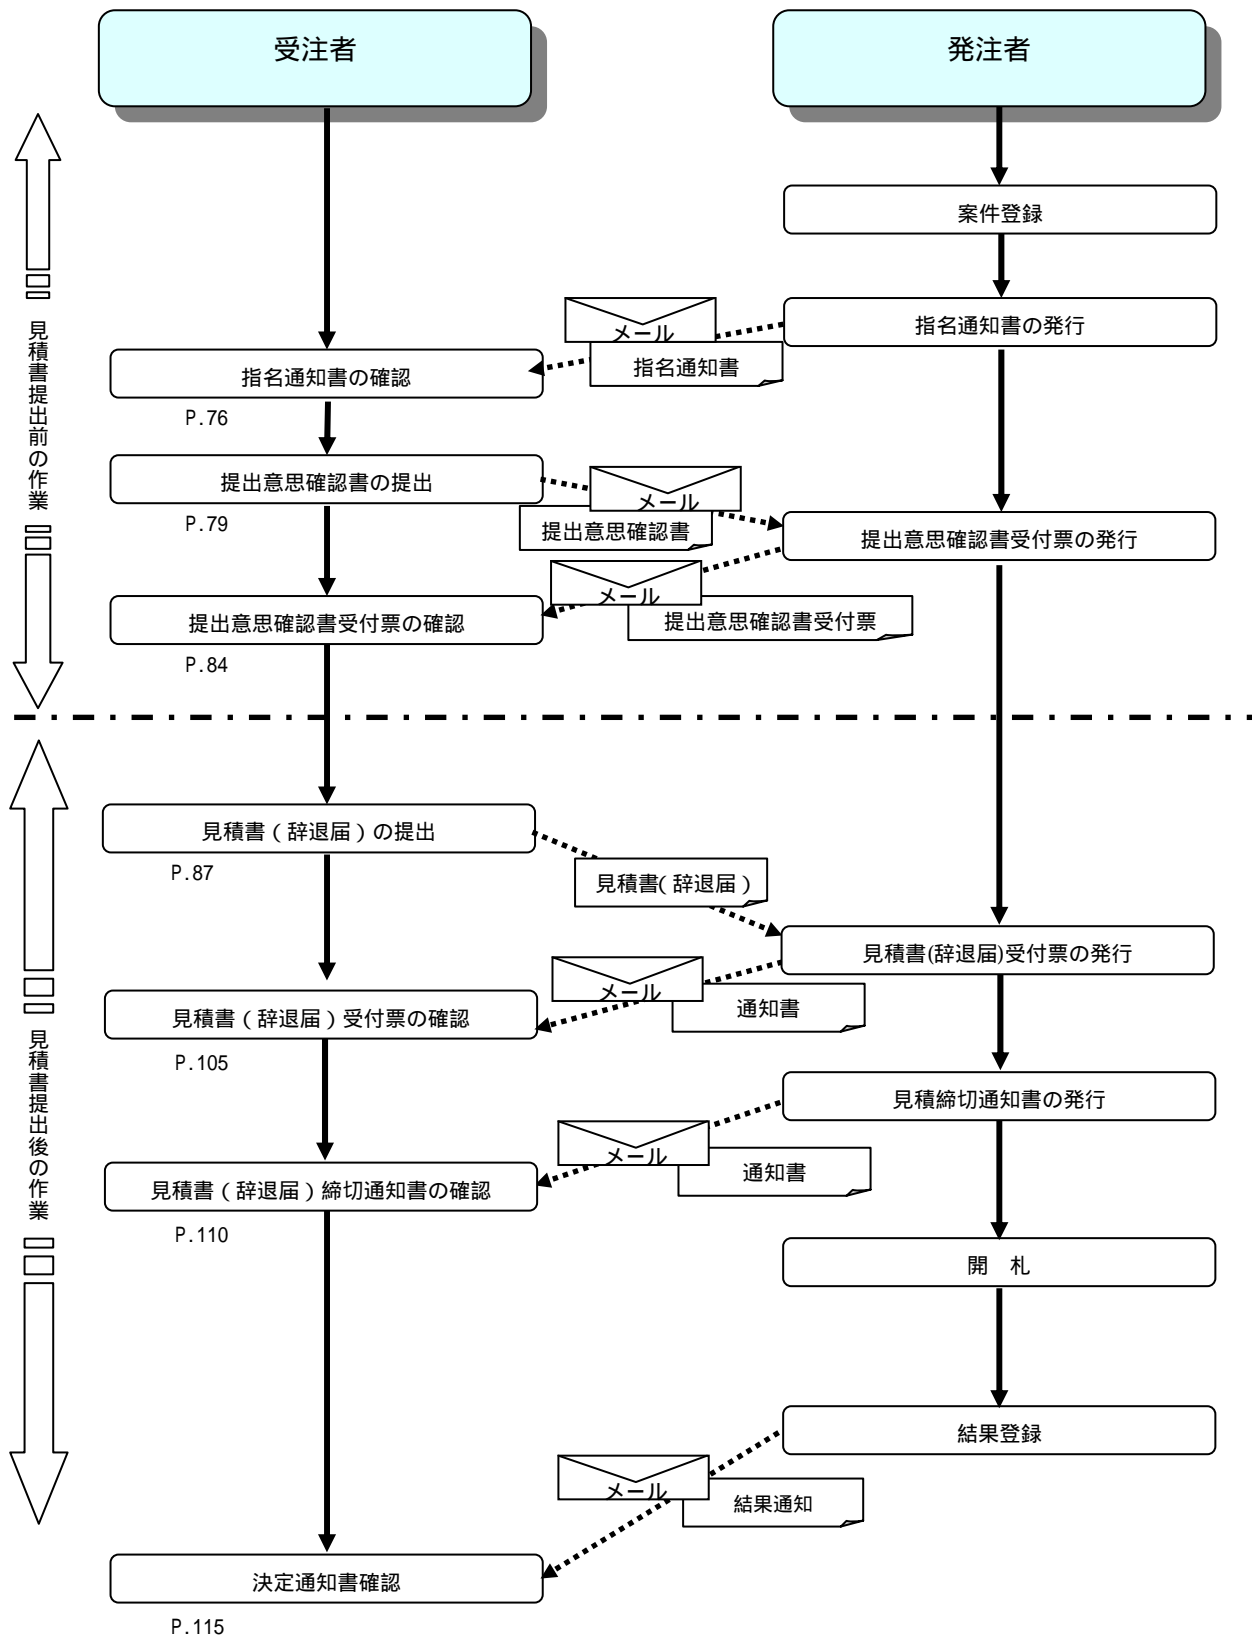 受注者
発注者
案件登録
指名通知書の発行
メール
指名通知書
指名通知書の確認
P.76
見積書提出前の作業
提出意思確認書の提出
メール
P.79
提出意思確認書
提出意思確認書受付票の発行
メール
提出意思確認書受付票
提出意思確認書受付票の確認
P.84
見積書（辞退届）の提出
P.87
見積書（辞退届）
見積書(辞退届)受付票の発行
メール
通知書
見積書（辞退届）受付票の確認
P.105
見積書提出後の作業
見積締切通知書の発行
メール
通知書
見積書（辞退届）締切通知書の確認
P.110
開　札
結果登録
メール
結果通知
決定通知書確認
P.115